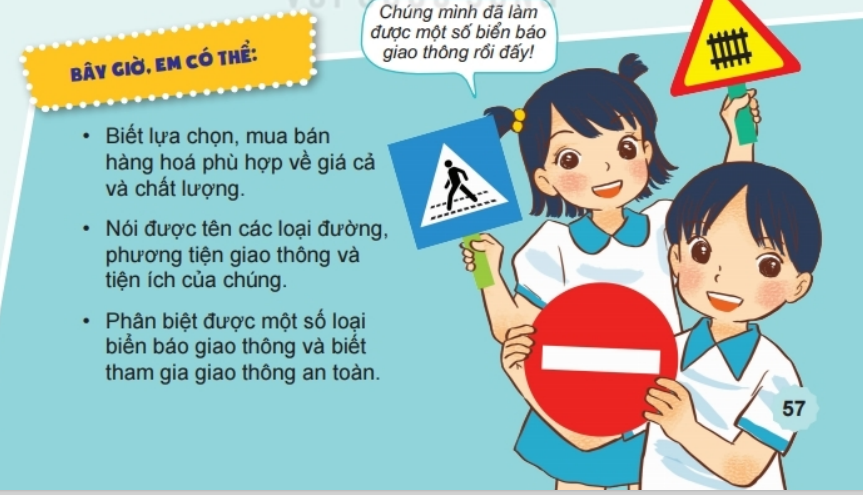 Chúng mình đã làm
được một số biển báo
giao thông rồi đấy!
BÂY GIỜ, EM CÓ THỂ:
• Biết lựa chọn, mua bán
hàng hoá phù hợp về giá cả
và chất lượng.
• Nói được tên các loại đường,
phương tiện giao thông và
tiện ích của chúng.
• Phân biệt được một số loại
biển báo giao thông và biết
tham gia giao thông an toàn.
57